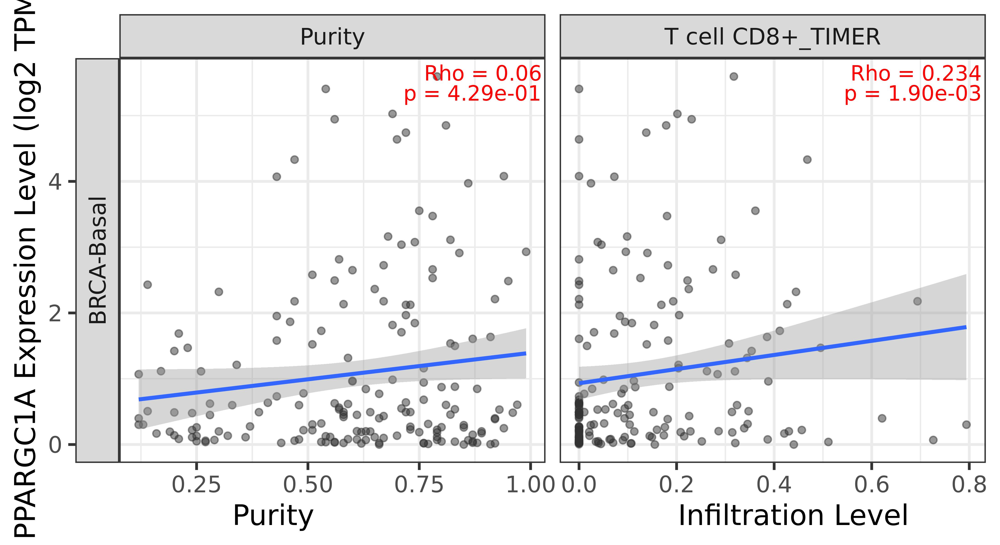 Purity
T cell CD8+_TIMER
PPARGC1A Expression Level (log2
BRCA-Basal
Rho = 0.06
p = 4.29e-01
Rho = 0.234
p = 1.90e-03
4
2
0
0.25 0.50 0.75 1.00
0.0 0.2 0.4 0.6 0.8
Purity
Infiltration Level